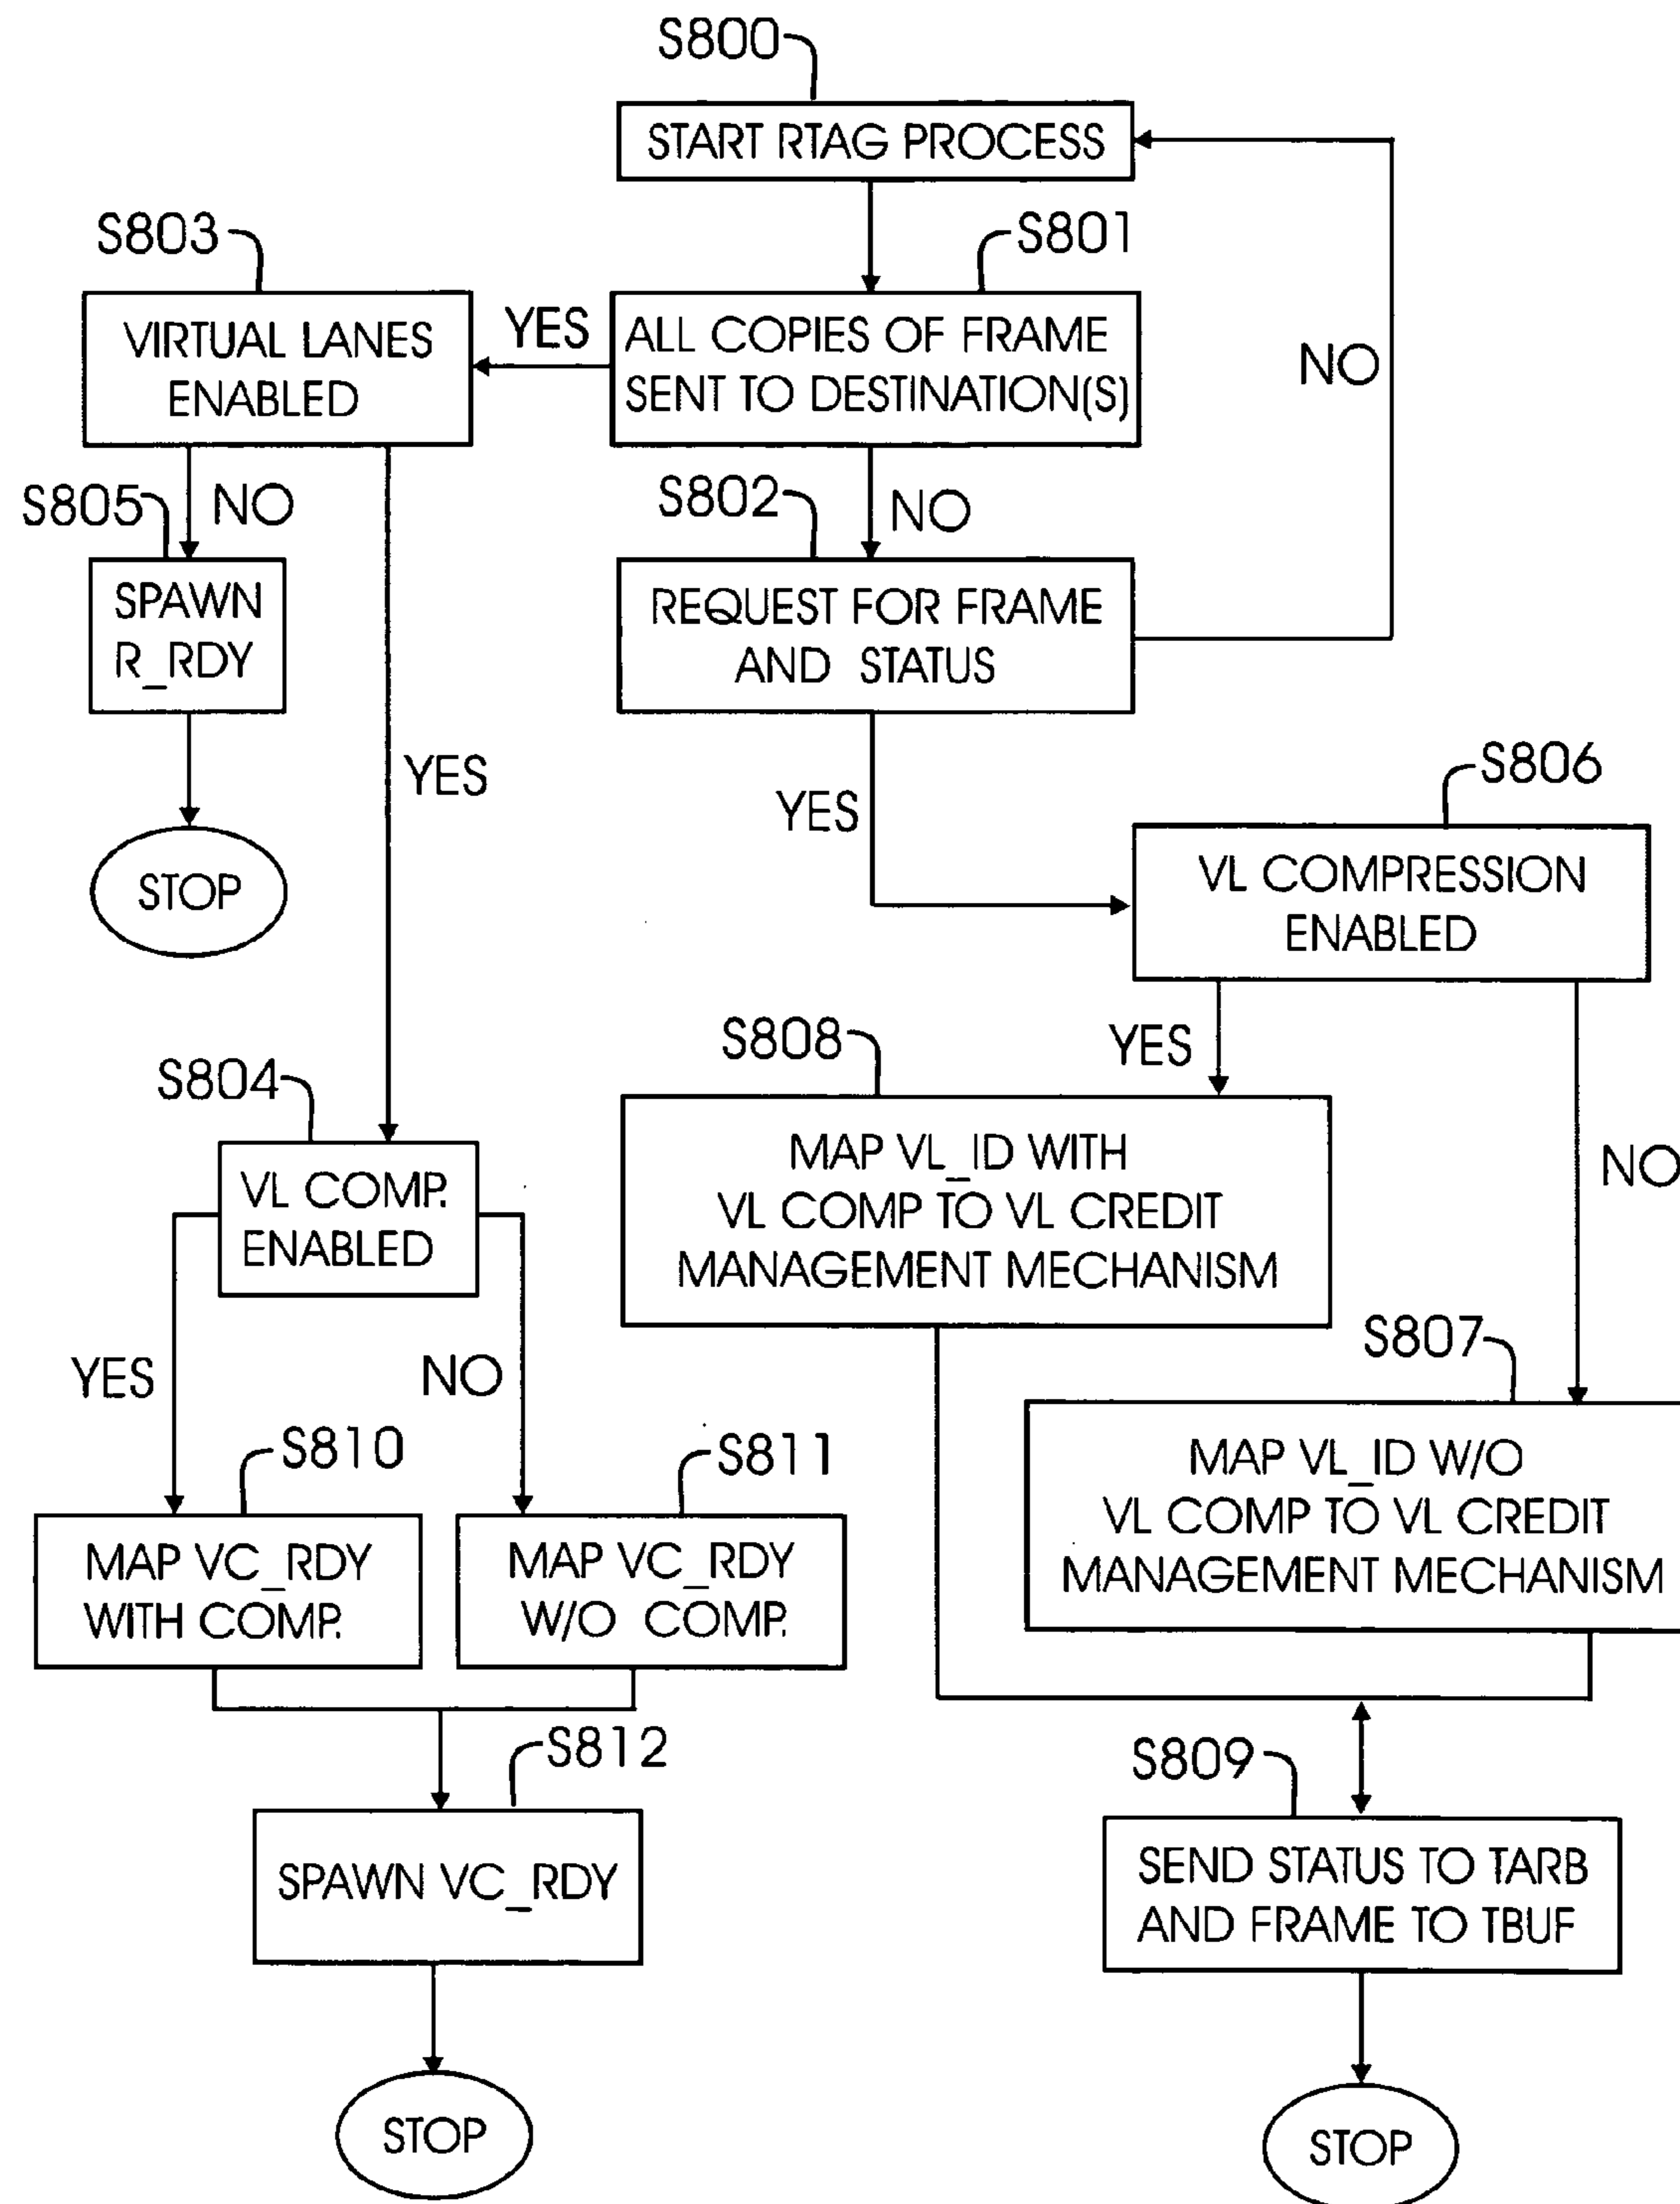 S800
START RTAG PROCESS
S803
S801
VIRTUAL LANES
ENABLED
YES
ALL COPIES OF FRAME
SENT TO DESTINATION(S)
NO
S805
NO
S802
NO
SPAWN
R_RDY
REQUEST FOR FRAME
AND STATUS
YES
YES
S806
STOP
VL COMPRESSION
ENABLED
S808
YES
S804
MAP VL_ID WITH
VL COMP TO VL CREDIT
MANAGEMENT MECHANISM
NO
VL COMP.
ENABLED
YES
NO
S807
S810
S811
MAP VL_ID W/O
VL COMP TO VL CREDIT
MANAGEMENT MECHANISM
MAP VC_RDY
WITH COMP.
MAP VC_RDY
W/O COMP.
S812
S809
SPAWN VC_RDY
SEND STATUS TO TARB
AND FRAME TO TBUF
STOP
STOP